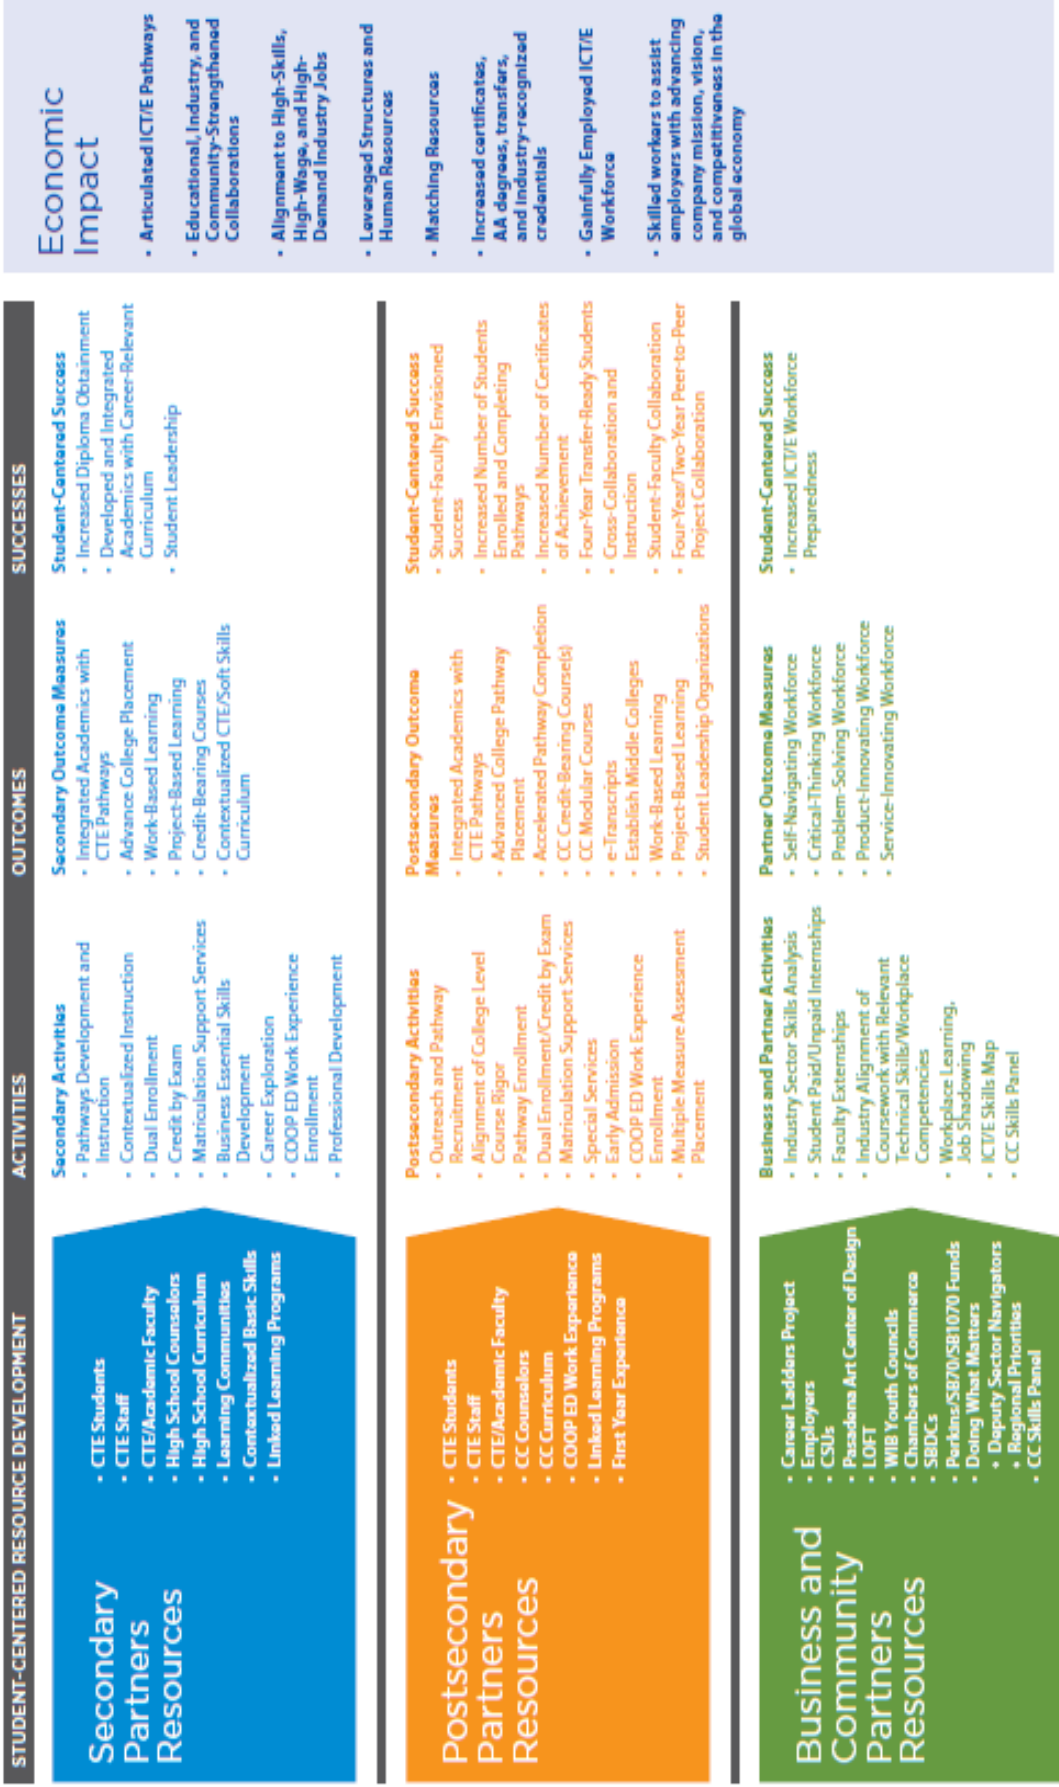 STUDENT-CENTERED RESOURCE DEVELOPMENT
ACTIVITIES
OUTCOMES
SUCCESSES
Secondary
Partners
Resources
• CTE Students
• CTE Staff
• CTE/Academic Faculty
• High School Counselors
• High School Curriculum
• Learning Communities
• Contextualized Basic Skills
• Linked Learning Programs
Secondary Activities
• Pathways Development and
Instruction
• Contextualized Instruction
• Dual Enrollment
• Credit by Exam
• Matriculation Support Services
• Business Essential Skills
Development
• Career Exploration
• COOP ED Work Experience
Enrollment
• Professional Development
Secondary Outcome Measures
• Integrated Academics with
CTE Pathways
• Advance College Placement
• Work-Based Learning
• Project-Based Learning
• Credit-Bearing Courses
• Contextualized CTE/Soft Skills
Curriculum
Student-Centered Success
• Increased Diploma Obtainment
• Developed and Integrated
Academics with Career-Relevant
Curriculum
• Student Leadership
Postsecondary
Partners
Resources
• CTE Students
• CTE Staff
• CTE/Academic Faculty
• CC Counselors
• CC Curriculum
• COOP ED Work Experience
• Linked Learning Programs
• First Year Experience
Postsecondary Activities
• Outreach and Pathway
Recruitment
• Alignment of College Level
Course Rigor
• Pathway Enrollment
• Dual Enrollment/Credit by Exam
• Matriculation Support Services
• Special Services
• Early Admission
• COOP ED Work Experience
Enrollment
• Multiple Measure Assessment
Placement
Postsecondary Outcome
Measures
• Integrated Academics with
CTE Pathways
• Advanced College Pathway
Placement
• Accelerated Pathway Completion
• CC Credit-Bearing Course(s)
• CC Modular Couses
• e-Transcripts
• Establish Middle Colleges
• Work-Based Learning
• Project-Based Learning
• Student Leadeship Organizations
Student-Centered Success
• Student-Faculty Envisioned
Success
• Increased Number of Students
Enrolled and Completing
Pathways
• Increased Number of Certificates
of Achievement
• Four-Year Transfer-Ready Students
• Cross-Collaboration and
Instruction
• Student-Faculty Collaboration
• Four-Year/Two-Year Peer-to-Peer
Project Collaboration
Business and
Community
Partners
Resources
• Career Ladders Project
• Employers
• CSUs
• Pasadena Art Center of Design
• LOFT
• WIB Youth Councils
• Chambers of Commerce
• SBDCs
• Perkins/SB70/SB1070 Funds
• Doing What Matters
• Deputy Sector Navigators
• Regional Priorities
• CC Skills Panel
Business and Partner Activities
• Industry Sector Skills Analysis
• Student Paid/Unpaid Internships
• Faculty Externships
• Industry Alignment of
Coursework with Relevant
Technical Skills/Workplace
Competencies
• Workplace Learning,
Job Shadowing
• ICT/E Skills Map
• CC Skills Panel
Partner Outcome Measures
• Self-Navigating Workforce
• Critical-Thinking Workforce
• Problem-Solving Workforce
• Product-Innovating Workforce
• Service-Innovating Workforce
Student-Centered Success
• Increased ICT/E Workforce
Preparedness
Economic
Impact
• Articulated ICT/E Pathways
• Educational, Industry, and
Community-Strengthened
Collaborations
• Alignment to High-Skills,
High-Wage, and High-
Demand Industry Jobs
• Leveraged Structures and
Human Resources
• Matching Resources
• Increased certificates,
AA degrees, transfers,
and industry-recognized
credentials
• Gainfully Employed ICT/E
Workforce
• Skilled workers to assist
employers with advancing
company mission, vision,
and competitiveness in the
global economy